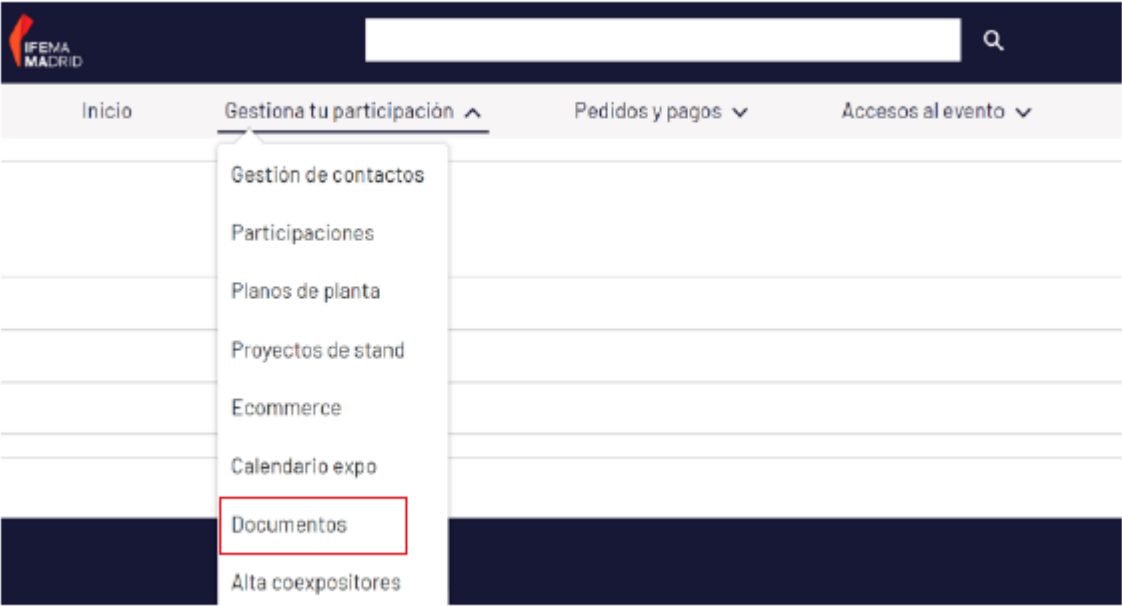 IFEMA
MADRID
Inicio
Gestiona tu participación
Pedidos y pagos
Accesos al evento
Gestión de contactos
Participaciones
Planos de planta
Proyectos de stand
Ecommerce
Calendario expo
Documentos
Alta coexpositores